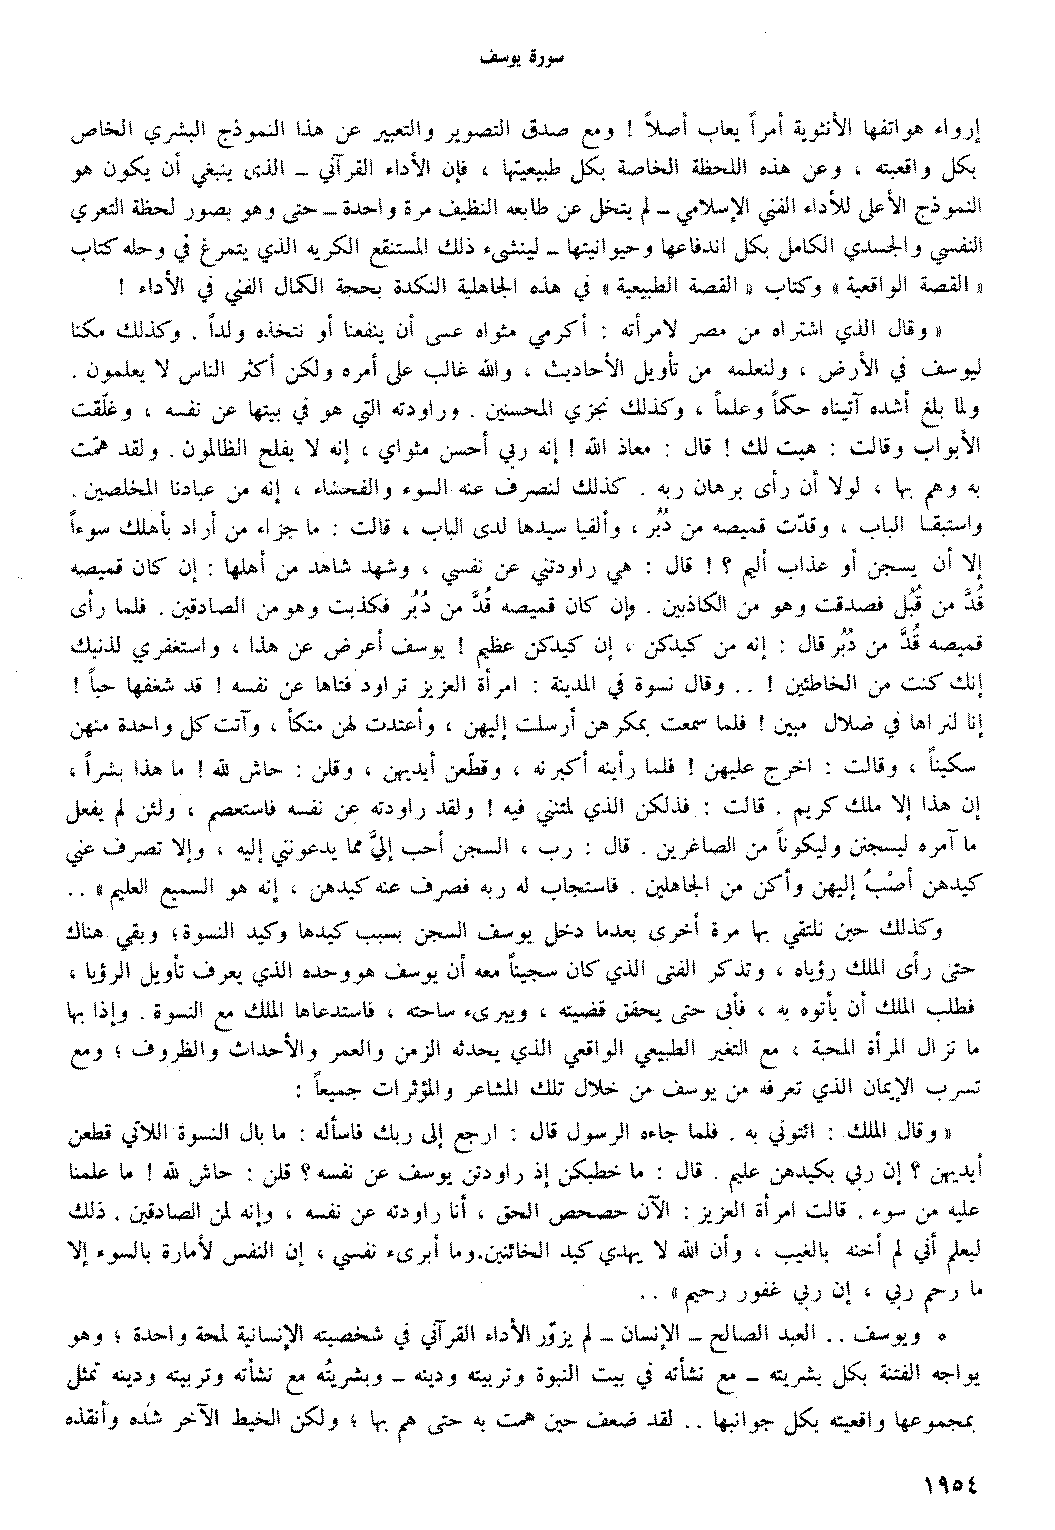 سورة يوسف
إرواء هواتفها الأنثوية أمراً يعاب أصلاً ! ومع صدق التصوير والتعبير عن هذا النموذج البشري الخاص
بكل واقعيته ، وعن هذه اللحظة الخاصة بكل طبيعتها ، فإن الأداء القرآني – الذي ينبغي أن يكون هو
النموذج الأعلى للأداء الفني الإسلامي – لم يتخل عن طابعه النظيف مرة واحدة – حتى وهو يصور لحظة التعري
النفسي والجسدي الكامل بكل اندفاعها وحيوانيتها – لينشىء ذلك المستنقع الكريه الذي يتمرغ في وحله كتاب
« القصة الواقعية » وكتاب « القصة الطبيعية » في هذه الجاهلية النكدة بحجة الكمال الفني في الأداء !
« وقال الذي اشتراه من مصر لامرأته : أكرمي مثواه عسى أن ينفعنا أو نتخذه ولداً . وكذلك مكنا
ليوسف في الأرض ، ولنعلمه من تأويل الأحاديث ، والله غالب على أمره ولكن أكثر الناس لا يعلمون .
ولما بلغ أشده آتيناه حكماً وعلماً ، وكذلك نجزي المحسنين . وراودته التي هو في بيتها عن نفسه ، وغلّقت
الأبواب وقالت : هيت لك ! قال : معاذ الله ! إنه ربي أحسن مثواي ، إنه لا يفلح الظالمون . ولقد همّت
به وهم بها ، لولا أن رأى برهان ربه . كذلك لنصرف عنه السوء والفحشاء ، إنه من عبادنا المخلصين .
واستبقا الباب ، وقدّت قميصه من دُبُر ، وألفيا سيدها لدى الباب ، قالت : ما جزاء من أراد بأهلك سوءاً
إلا أن يسجن أو عذاب أليم ؟ ! قال : هي راودتني عن نفسي ، وشهد شاهد من أهلها : إن كان قميصه
قُدَّ من قُبُل فصدقت وهو من الكاذبين . وإن كان قميصه قُدَّ من دُبُر فكذبت وهو من الصادقين . فلما رأى
قميصه قُدَّ من دُبُر قال : إنه من كيدكن ، إن كيدكن عظيم ! يوسف أعرض عن هذا ، واستغفري لذنبك
إنك كنت من الخاطئين ! .. وقال نسوة في المدينة : امرأة العزيز تراود فتاها عن نفسه ! قد شغفها حباً !
إنا لنراها في ضلال مبين ! فلما سمعت بمكرهن أرسلت إليهن ، وأعتدت لهن متكأ ، وآتت كل واحدة منهن
سكيناً ، وقالت : اخرج عليهن ! فلما رأينه أكبرنه ، وقطّعن أيديهن ، وقلن : حاش لله ! ما هذا بشراً ،
إن هذا إلا ملك كريم . قالت : فذلكن الذي لمتنني فيه ! ولقد راودته عن نفسه فاستعصم ، ولئن لم يفعل
ما آمره ليسجنن وليكوناً من الصاغرين . قال : رب ، السجن أحب إليَّ مما يدعونني إليه ، وإلا تصرف عني
كيدهن أصْبُ إليهن وأكن من الجاهلين . فاستجاب له ربه فصرف عنه كيدهن ، إنه هو السميع العليم » ..
وكذلك حين نلتقي بها مرة أخرى بعدما دخل يوسف السجن بسبب كيدها وكيد النسوة؛ وبقي هناك
حتى رأى الملك رؤياه ، وتذكر الفتى الذي كان سجيناً معه أن يوسف هو وحده الذي يعرف تأويل الرؤيا ،
فطلب الملك أن يأتوه به ، فأبى حتى يحقق قضيته ، ويبرىء ساحته ، فاستدعاها الملك مع النسوة . وإذا بها
ما تزال المرأة المحبة ، مع التغير الطبيعي الواقعي الذي يحدثه الزمن والعمر والأحداث والظروف ؛ ومع
تسرب الإيمان الذي تعرفه من يوسف من خلال تلك المشاعر والمؤثرات جميعاً :
« وقال الملك : ائتوني به . فلما جاءه الرسول قال : ارجع إلى ربك فاسأله : ما بال النسوة اللاتي قطعن
أيديهن ؟ إن ربي بكيدهن عليم . قال : ما خطبكن إذ راودتن يوسف عن نفسه ؟ قلن : حاش لله ! ما علمنا
عليه من سوء . قالت امرأة العزيز : الآن حصحص الحق ، أنا راودته عن نفسه ، وإنه لمن الصادقين . ذلك
ليعلم أني لم أخنه بالغيب ، وأن الله لا يهدي كيد الخائنين.وما أبرىء نفسي ، إن النفس لأمارة بالسوء إلا
ما رحم ربي ، إن ربي غفور رحيم » ..
• ويوسف .. العبد الصالح – الإنسان – لم يزوّر الأداء القرآني في شخصيته الإنسانية لمحة واحدة ؛ وهو
يواجه الفتنة بكل بشريته – مع نشأته في بيت النبوة وتربيته ودينه – وبشريتُه مع نشأته وتربيته ودينه تمثل
بمجموعها واقعيته بكل جوانبها .. لقد ضعف حين همت به حتى هم بها ؛ ولكن الخيط الآخر شدَه وأنقذه
١٩٥٤